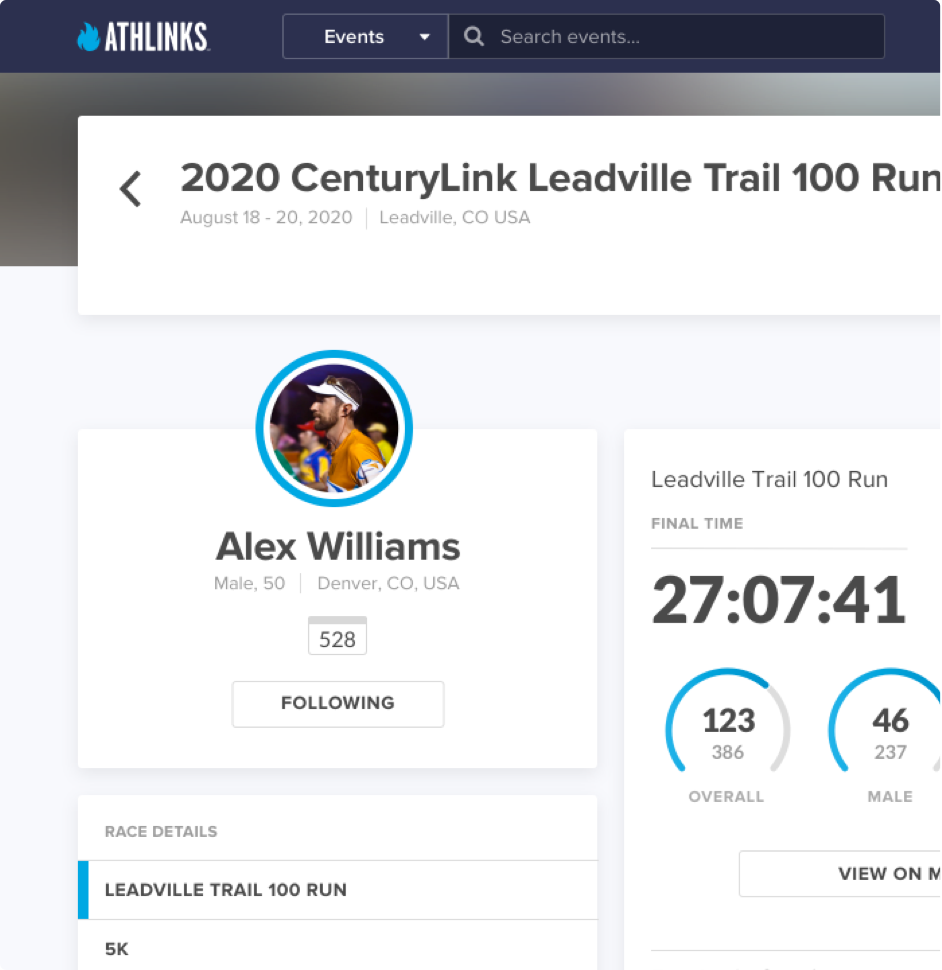 ATHLINKS
Events
Search events...
2020 CenturyLink Leadville Trail 100 Run
August 18 - 20, 2020 | Leadville, CO USA
Alex Williams
Male, 50 | Denver, CO, USA
528
FOLLOWING
RACE DETAILS
LEADVILLE TRAIL 100 RUN
5K
Leadville Trail 100 Run
FINAL TIME
27:07:41
123
386
OVERALL
46
237
MALE
VIEW ON M